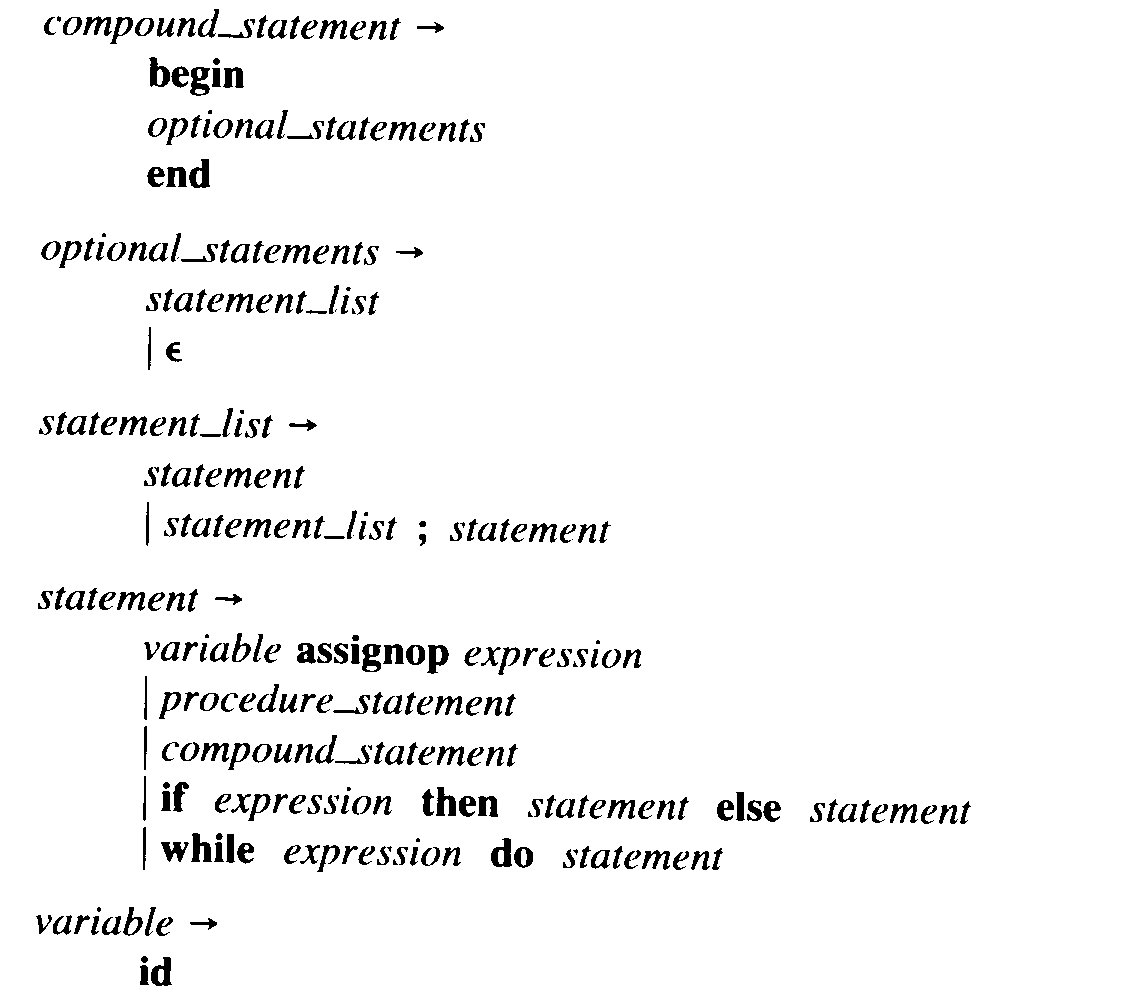 compound_statement →
begin
optional_statements
end
optional_statements →
statement_list
| ϵ
statement_list →
statement
| statement_list ; statement
statement →
variable assignop expression
| procedure_statement
| compound_statement
| if expression then statement else statement
| while expression do statement
variable →
id